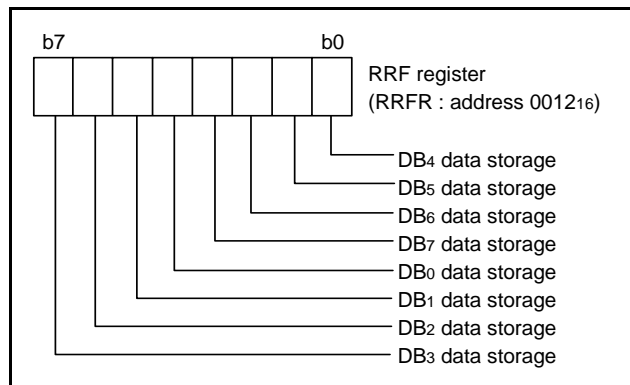 b7 b0
RRF register
(RRFR : address 0012₁₆)
DB₄ data storage
DB₅ data storage
DB₆ data storage
DB₇ data storage
DB₀ data storage
DB₁ data storage
DB₂ data storage
DB₃ data storage